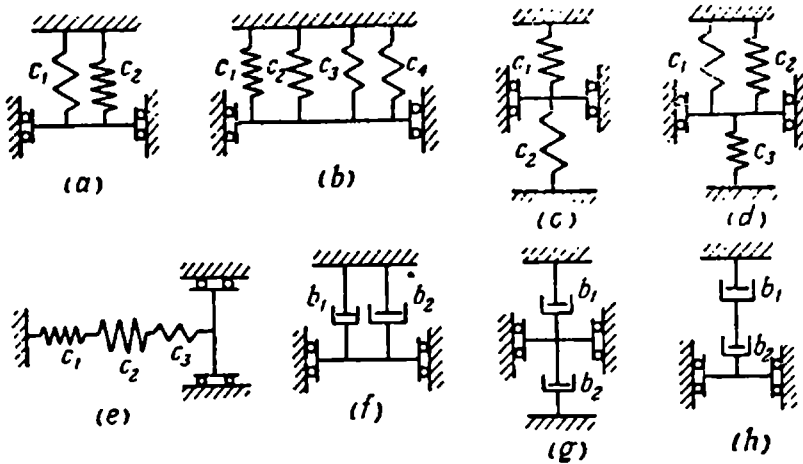 c₁ c₂
(a)
c₁ c₂ c₃ c₄
(b)
c₁
c₂
(c)
c₁ c₂
c₃
(d)
c₁ c₂ c₃
(e)
b₁ b₂
(f)
b₁
b₂
(g)
b₁
b₂
(h)